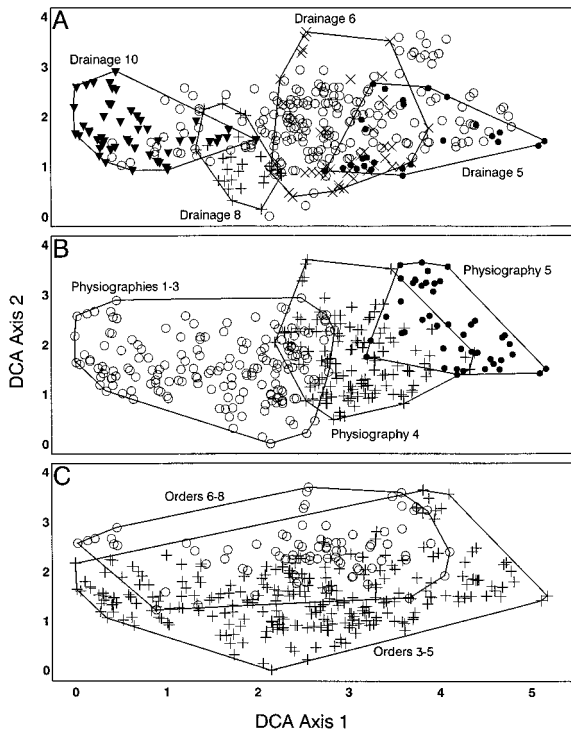 A
Drainage 6
Drainage 10
Drainage 8
Drainage 5
4
3
2
1
0
B
Physiographies 1-3
Physiography 5
Physiography 4
4
3
2
1
0
DCA Axis 2
C
Orders 6-8
Orders 3-5
4
3
2
1
0
0 1 2 3 4 5
DCA Axis 1